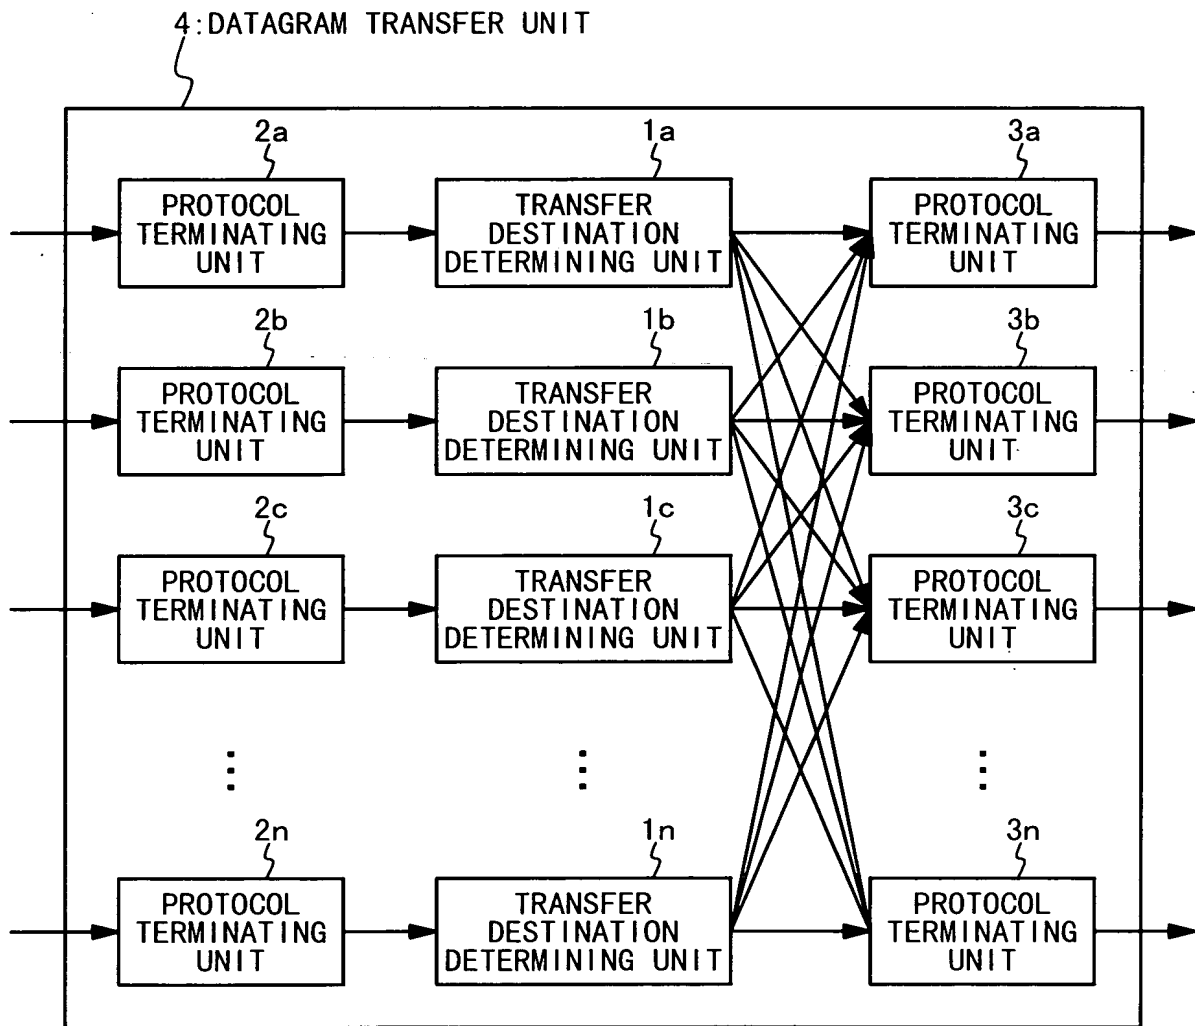 4:DATAGRAM TRANSFER UNIT
2a
1a
3a
PROTOCOL
TERMINATING
UNIT
TRANSFER
DESTINATION
DETERMINING UNIT
PROTOCOL
TERMINATING
UNIT
2b
1b
3b
PROTOCOL
TERMINATING
UNIT
TRANSFER
DESTINATION
DETERMINING UNIT
PROTOCOL
TERMINATING
UNIT
2c
1c
3c
PROTOCOL
TERMINATING
UNIT
TRANSFER
DESTINATION
DETERMINING UNIT
PROTOCOL
TERMINATING
UNIT
2n
1n
3n
PROTOCOL
TERMINATING
UNIT
TRANSFER
DESTINATION
DETERMINING UNIT
PROTOCOL
TERMINATING
UNIT